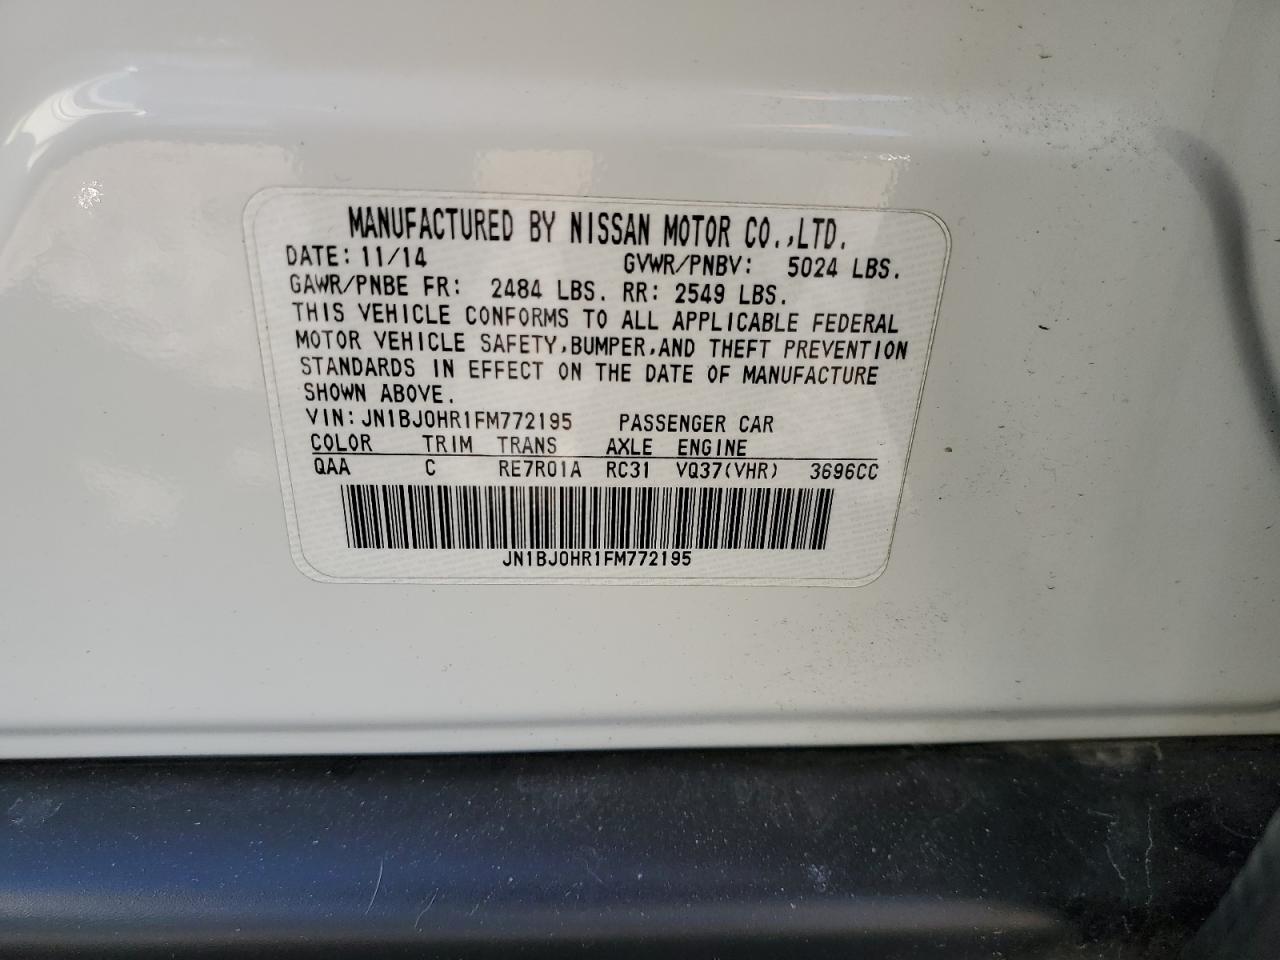 MANUFACTURED BY NISSAN MOTOR CO.,LTD.
DATE: 11/14 GVWR/PNBV: 5024 LBS.
GAWR/PNBE FR: 2484 LBS. RR: 2549 LBS.
THIS VEHICLE CONFORMS TO ALL APPLICABLE FEDERAL
MOTOR VEHICLE SAFETY,BUMPER,AND THEFT PREVENTION
STANDARDS IN EFFECT ON THE DATE OF MANUFACTURE
SHOWN ABOVE.
VIN: JN1BJ0HR1FM772195 PASSENGER CAR
COLOR TRIM TRANS AXLE ENGINE
QAA C RE7R01A RC31 VQ37(VHR) 3696CC
JN1BJ0HR1FM772195